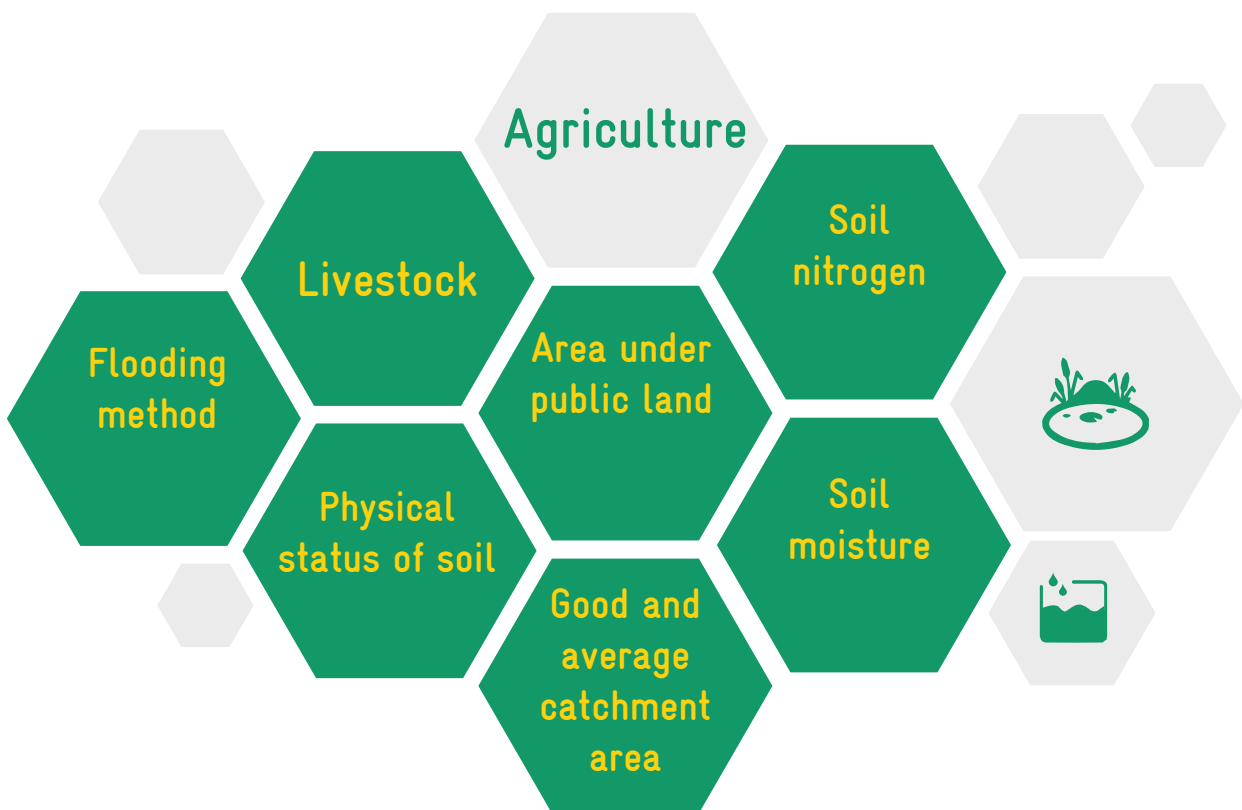 Agriculture
Livestock
Soil
nitrogen
Flooding
method
Area under
public land
Physical
status of soil
Soil
moisture
Good and
average
catchment
area